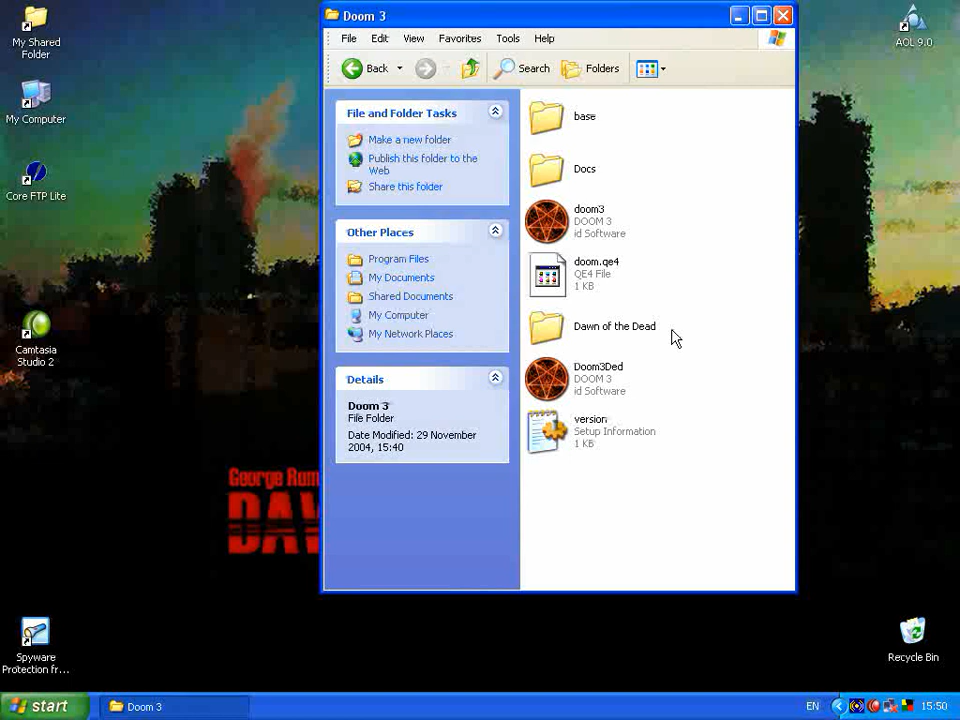 My Shared
Folder
My Computer
Core FTP Lite
Camtasia
Studio 2
Spyware
Protection fr...
Doom 3
File Edit View Favorites Tools Help
Back Search Folders
File and Folder Tasks
Make a new folder
Publish this folder to the
Web
Share this folder
Other Places
Program Files
My Documents
Shared Documents
My Computer
My Network Places
Details
Doom 3
File Folder
Date Modified: 29 November
2004, 15:40
base
Docs
doom3
DOOM 3
id Software
doom.qe4
QE4 File
1 KB
Dawn of the Dead
Doom3Ded
DOOM 3
id Software
version
Setup Information
1 KB
George Rom
DAW
AOL 9.0
Recycle Bin
start Doom 3 EN 15:50